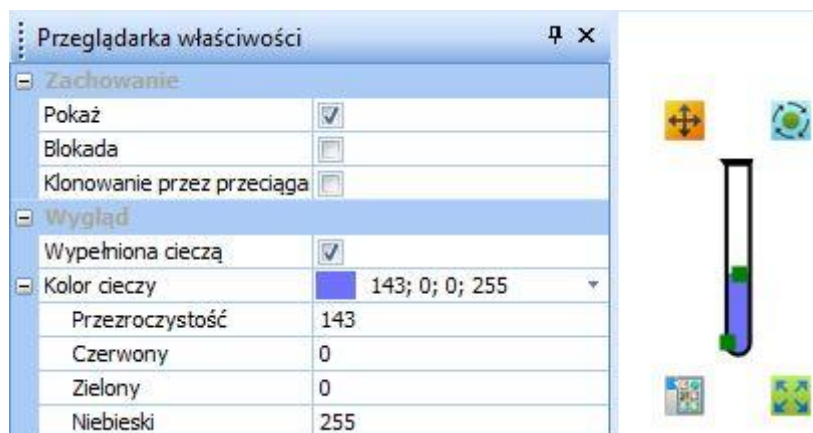 Przeglądarka właściwości
Zachowanie
Pokaż
Blokada
Klonowanie przez przeciąga
Wygląd
Wypełniona cieczą
Kolor cieczy 143; 0; 0; 255
Przezroczystość 143
Czerwony 0
Zielony 0
Niebieski 255